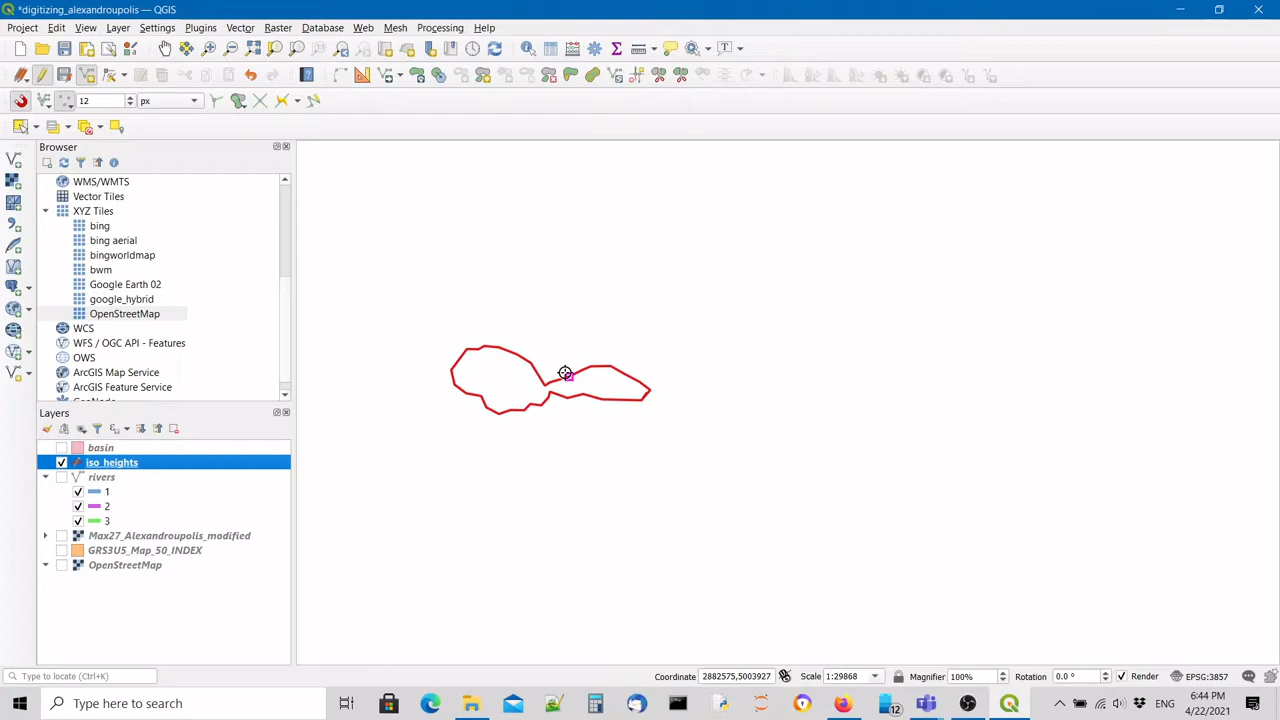 *digitizing_alexandroupolis — QGIS
Project Edit View Layer Settings Plugins Vector Raster Database Web Mesh Processing Help
12 px
Browser
WMS/WMTS
Vector Tiles
XYZ Tiles
bing
bing aerial
bingworldmap
bwm
Google Earth 02
google_hybrid
OpenStreetMap
WCS
WFS / OGC API - Features
OWS
ArcGIS Map Service
ArcGIS Feature Service
Layers
basin
iso_heights
rivers
1
2
3
Max27_Alexandroupolis_modified
GRS3U5_Map_50_INDEX
OpenStreetMap
Type to locate (Ctrl+K) Coordinate 2882575,5003927 Scale 1:29868 Magnifier 100% Rotation 0.0 ° Render EPSG:3857
Type here to search 12 ENG 6:44 PM
4/22/2021